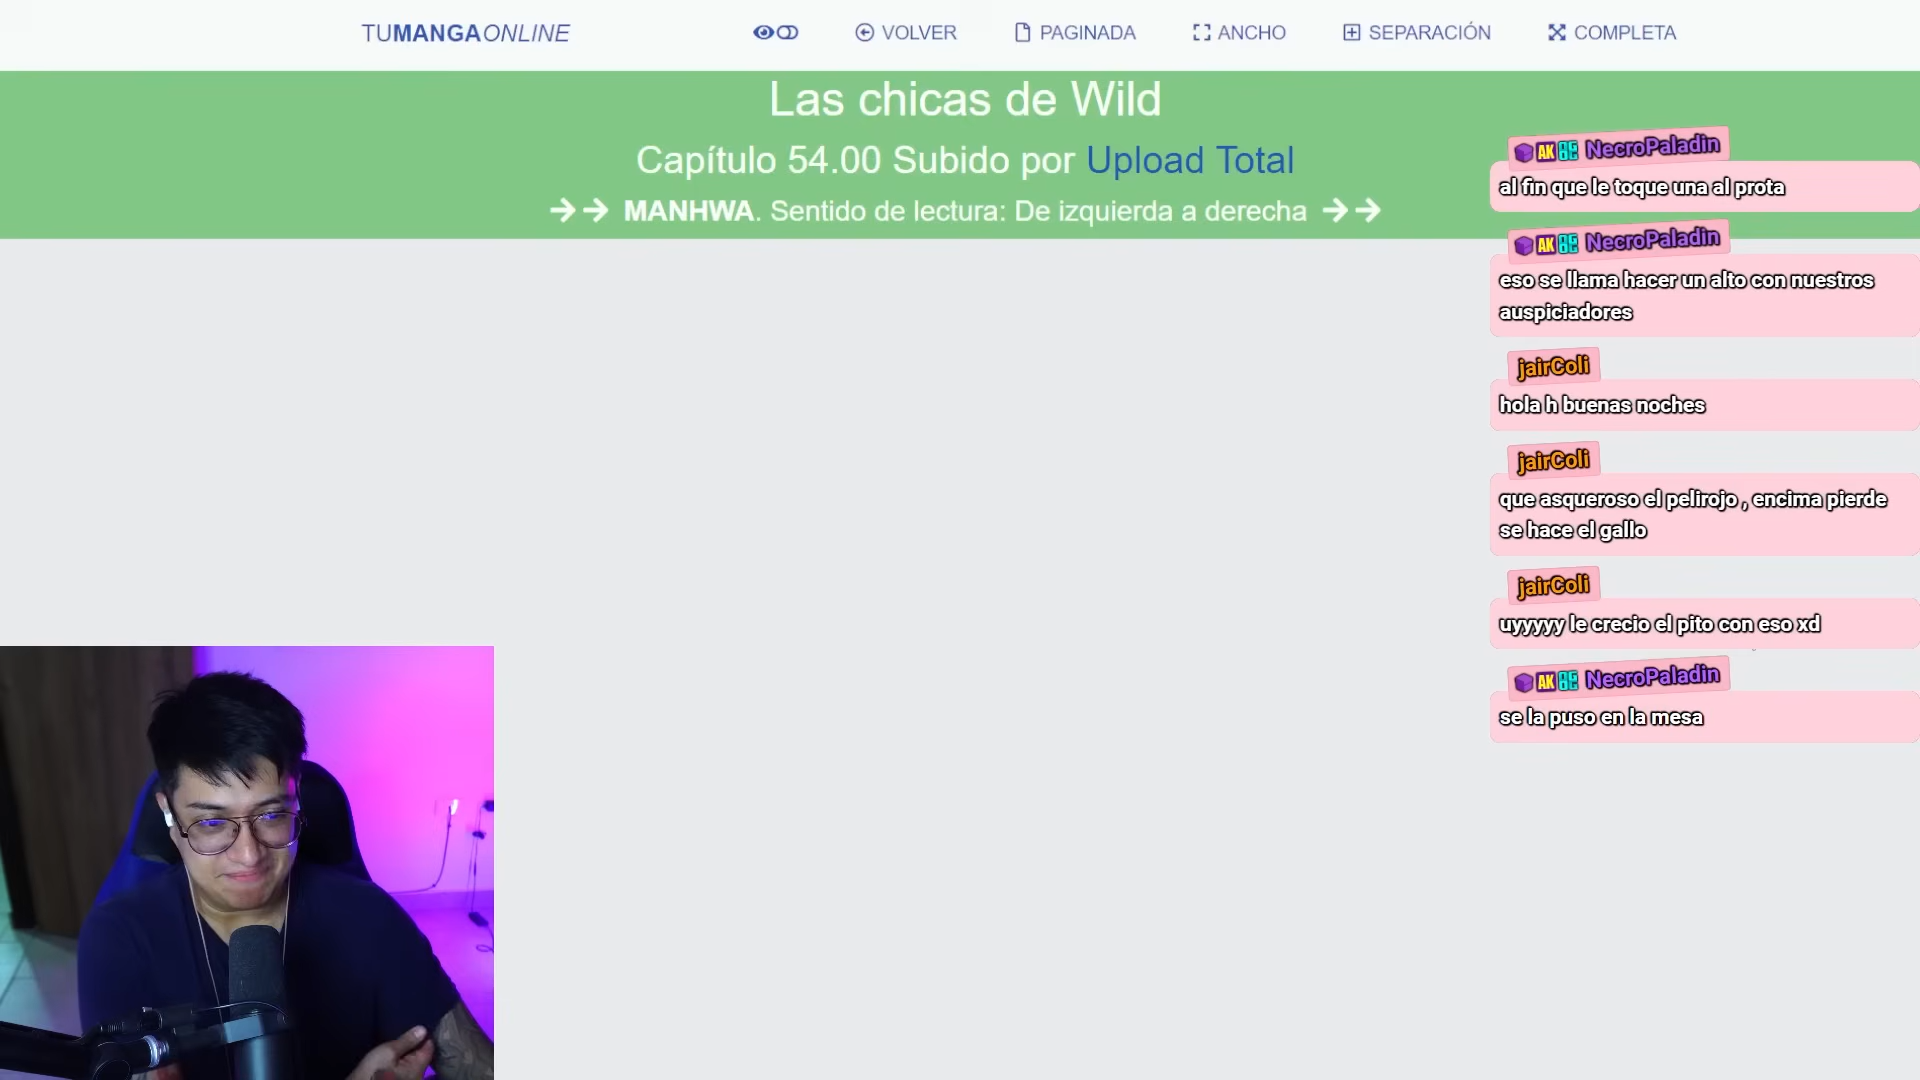 TUMANGAONLINE
VOLVER
PAGINADA
ANCHO
SEPARACIÓN
COMPLETA
Las chicas de Wild
Capítulo 54.00 Subido por Upload Total
MANHWA. Sentido de lectura: De izquierda a derecha
AK NecroPaladin
al fin que le toque una al prota
AK NecroPaladin
eso se llama hacer un alto con nuestros
auspiciadores
jairColi
hola h buenas noches
jairColi
que asqueroso el pelirojo , encima pierde
se hace el gallo
jairColi
uyyyyy le crecio el pito con eso xd
AK NecroPaladin
se la puso en la mesa